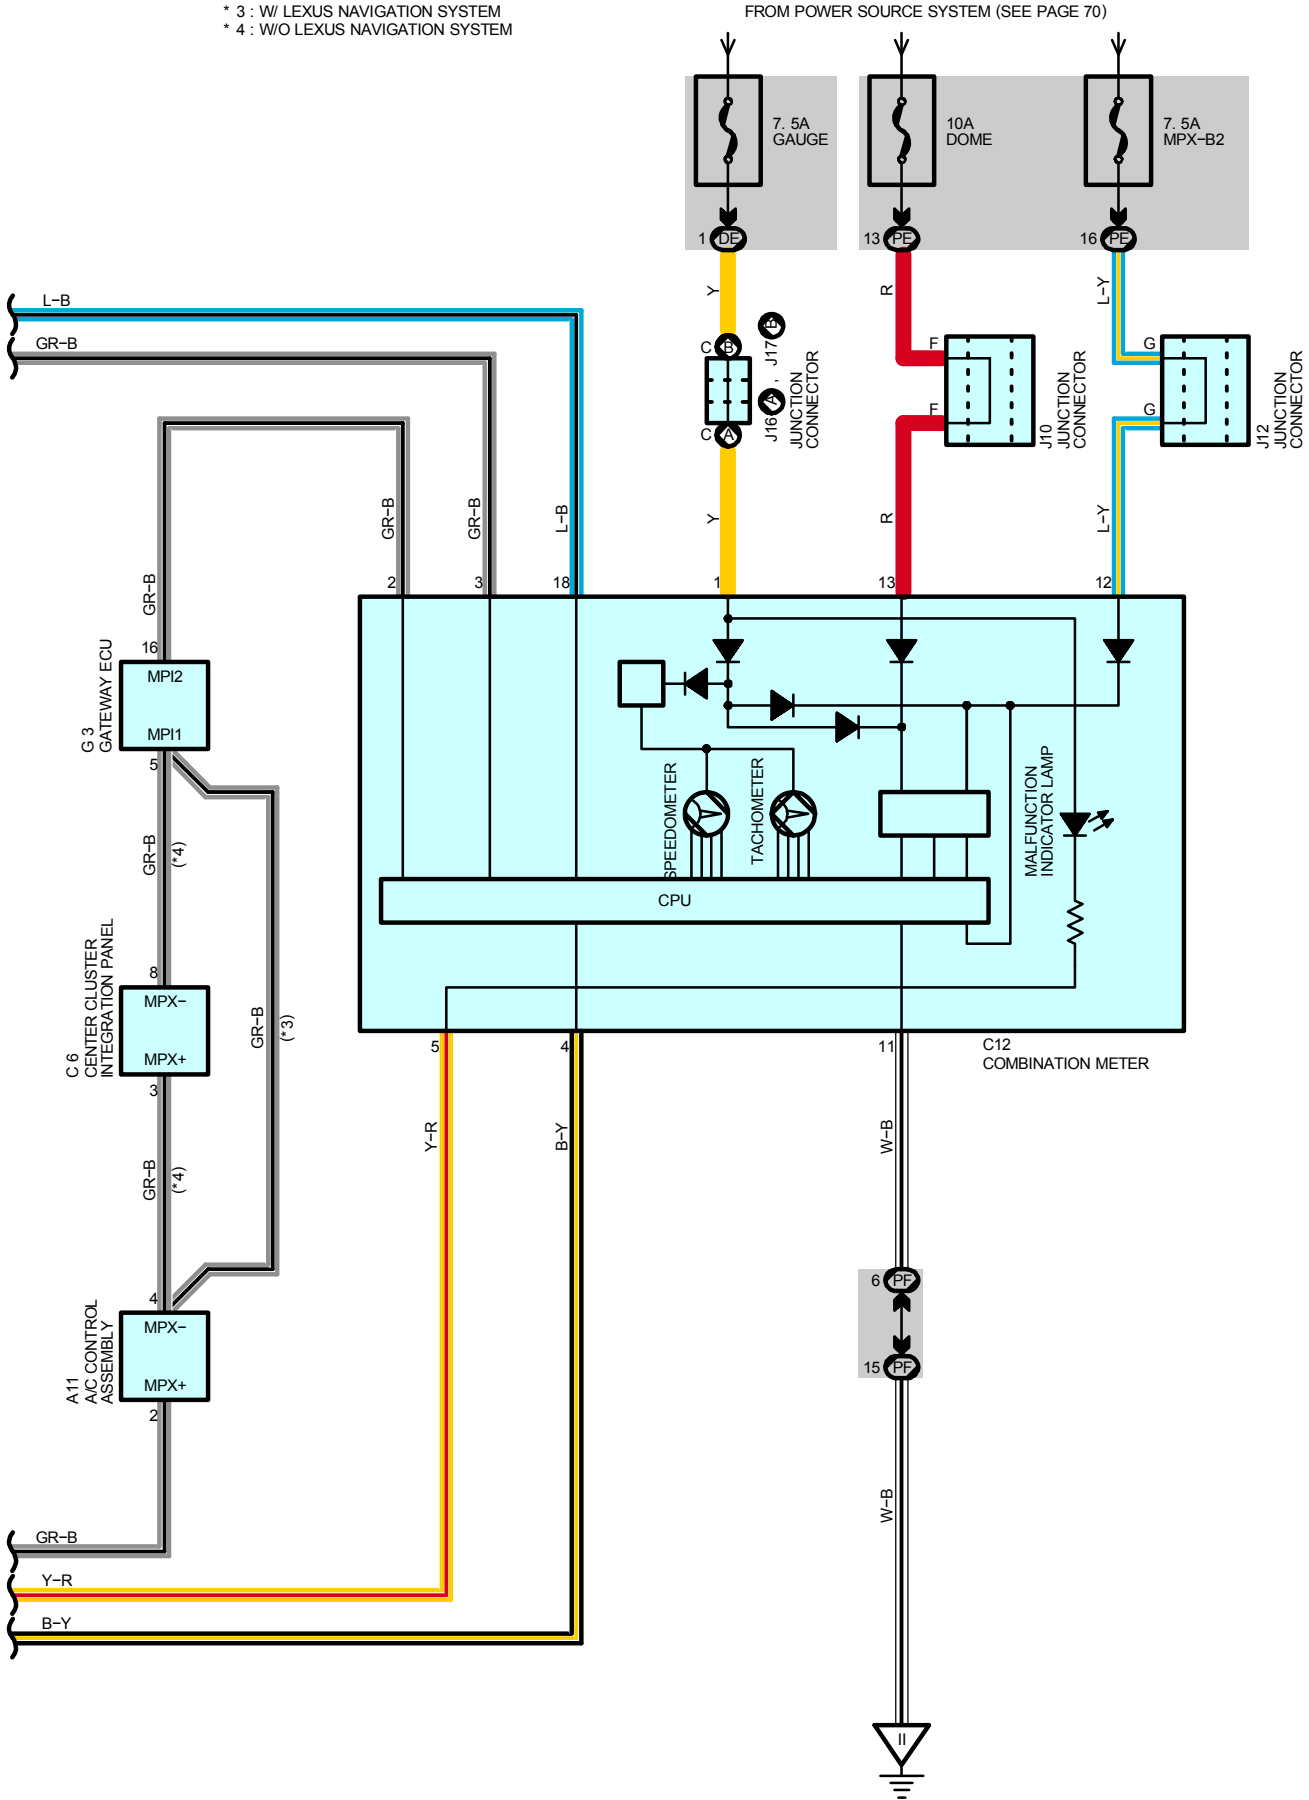 * 3 : W/ LEXUS NAVIGATION SYSTEM
* 4 : W/O LEXUS NAVIGATION SYSTEM
FROM POWER SOURCE SYSTEM (SEE PAGE 70)
7. 5A
GAUGE
10A
DOME
7. 5A
MPX-B2
1 DE
13 PE
16 PE
L-B
GR-B
Y
R
L-Y
C B
J16 A , J17 B
JUNCTION
CONNECTOR
C A
F
F
J10
JUNCTION
CONNECTOR
G
G
J12
JUNCTION
CONNECTOR
GR-B
GR-B
L-B
Y
R
L-Y
2
3
18
1
13
12
GR-B
16
MPI2
MPI1
G 3
GATEWAY ECU
5
SPEEDOMETER
TACHOMETER
MALFUNCTION
INDICATOR LAMP
CPU
GR-B
(*4)
8
MPX-
MPX+
C 6
CENTER CLUSTER
INTEGRATION PANEL
3
GR-B
(*3)
5
4
11
C12
COMBINATION METER
Y-R
B-Y
W-B
GR-B
(*4)
4
MPX-
MPX+
A11
A/C CONTROL
ASSEMBLY
2
6 PF
15 PF
W-B
GR-B
Y-R
B-Y
II